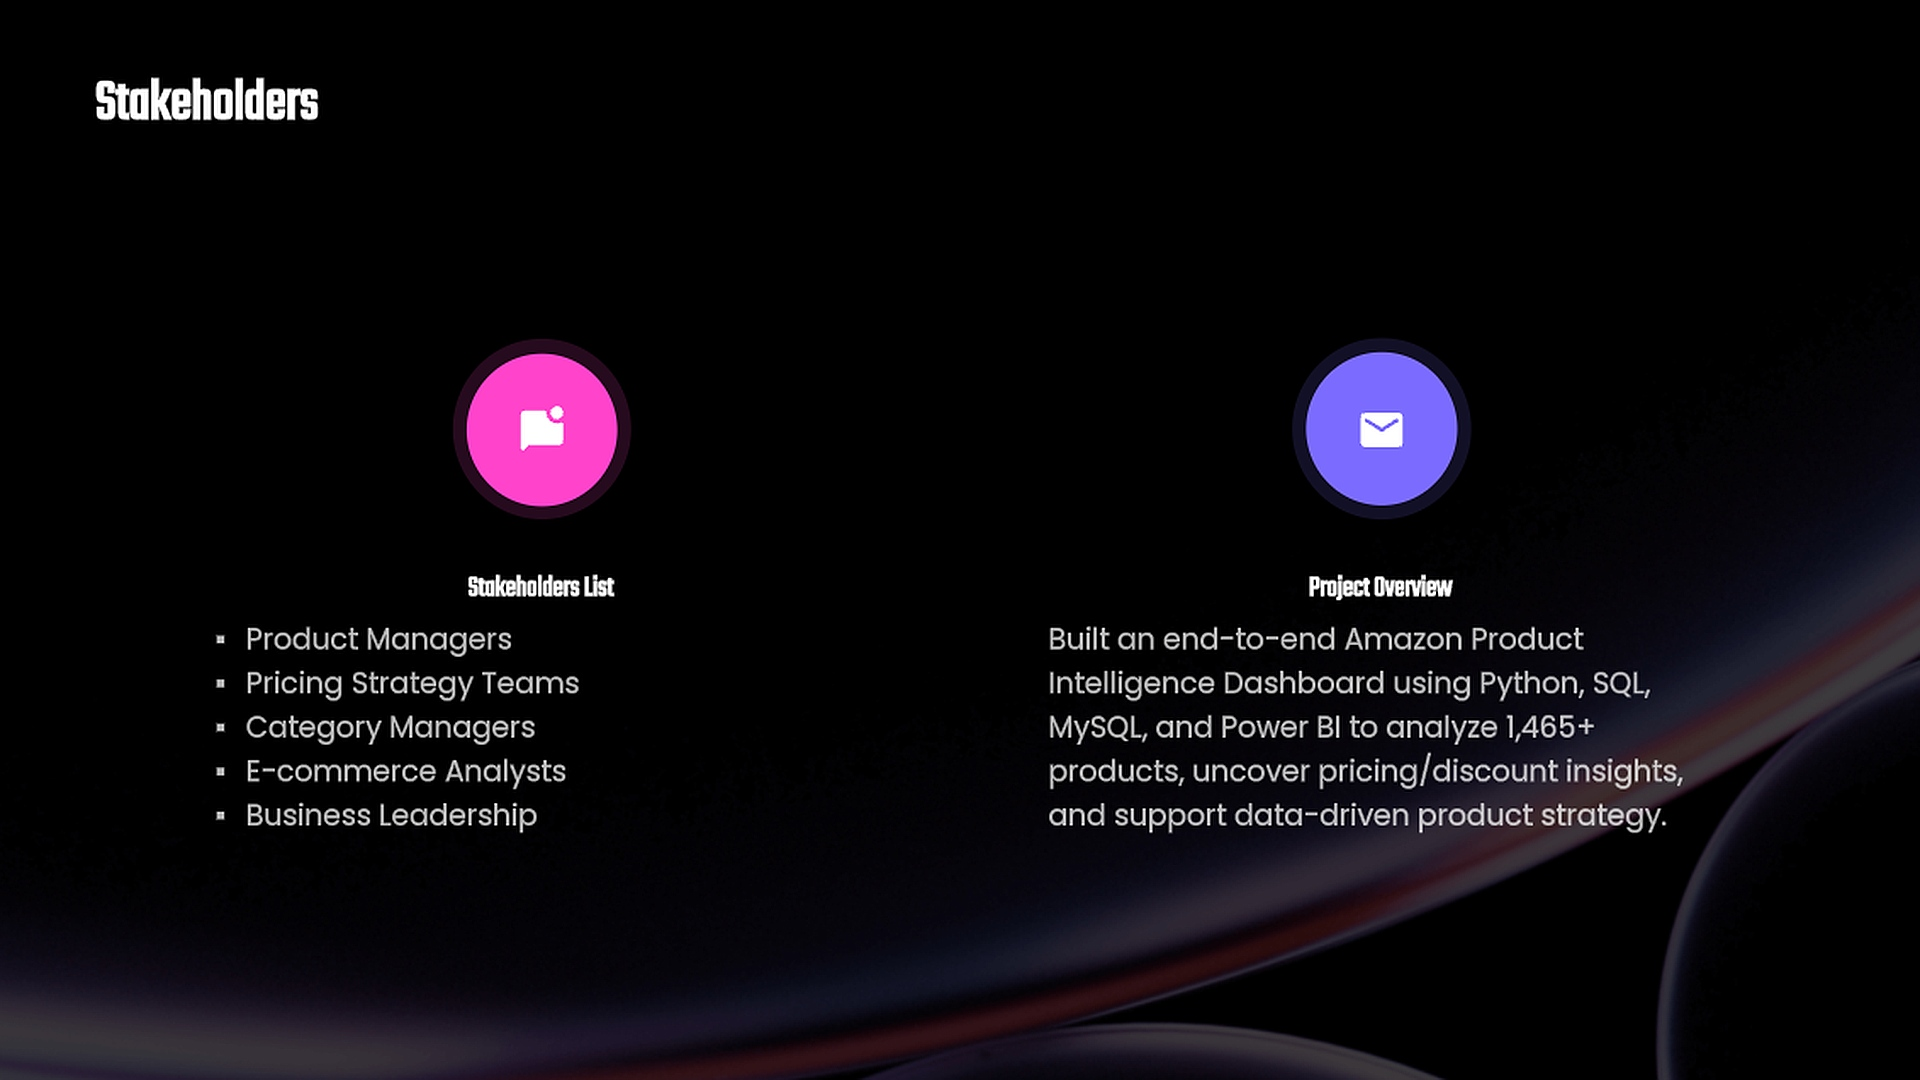 Stakeholders
Stakeholders List
▪ Product Managers
▪ Pricing Strategy Teams
▪ Category Managers
▪ E-commerce Analysts
▪ Business Leadership
Project Overview
Built an end-to-end Amazon Product
Intelligence Dashboard using Python, SQL,
MySQL, and Power BI to analyze 1,465+
products, uncover pricing/discount insights,
and support data-driven product strategy.